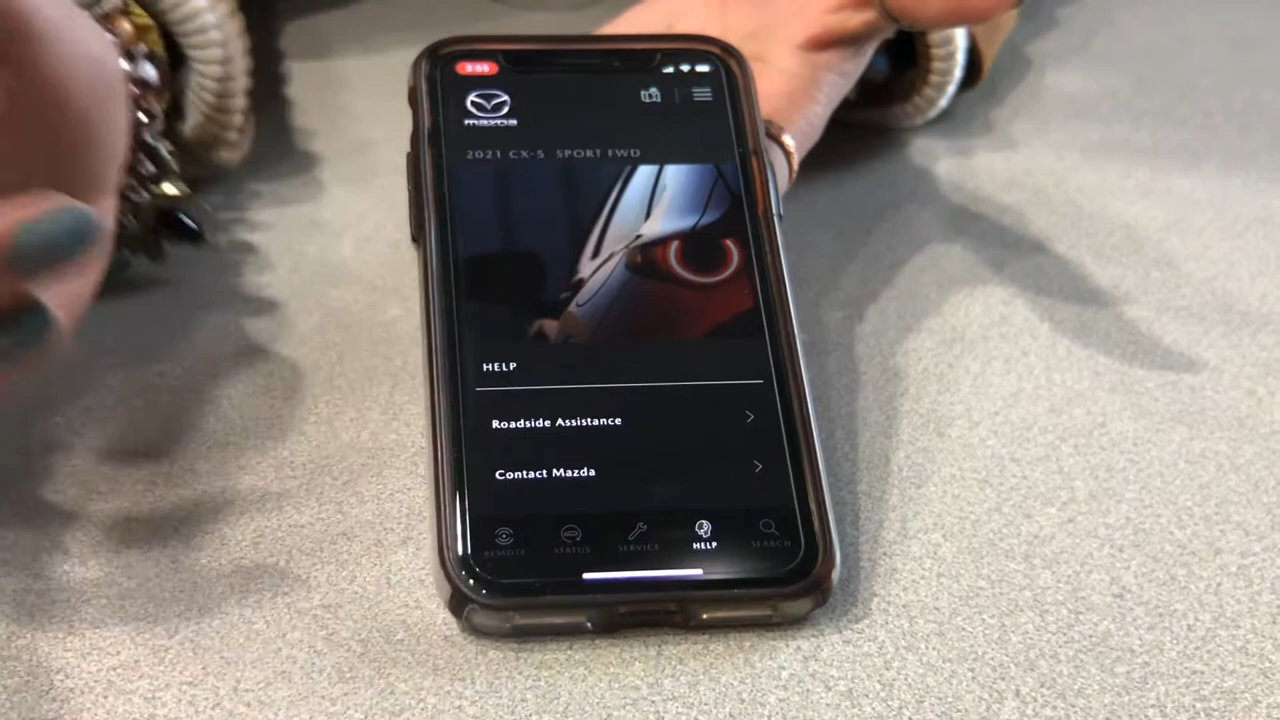 3:55
mazda
2021 CX-5 SPORT FWD
HELP
Roadside Assistance
Contact Mazda
REMOTE STATUS SERVICE HELP SEARCH